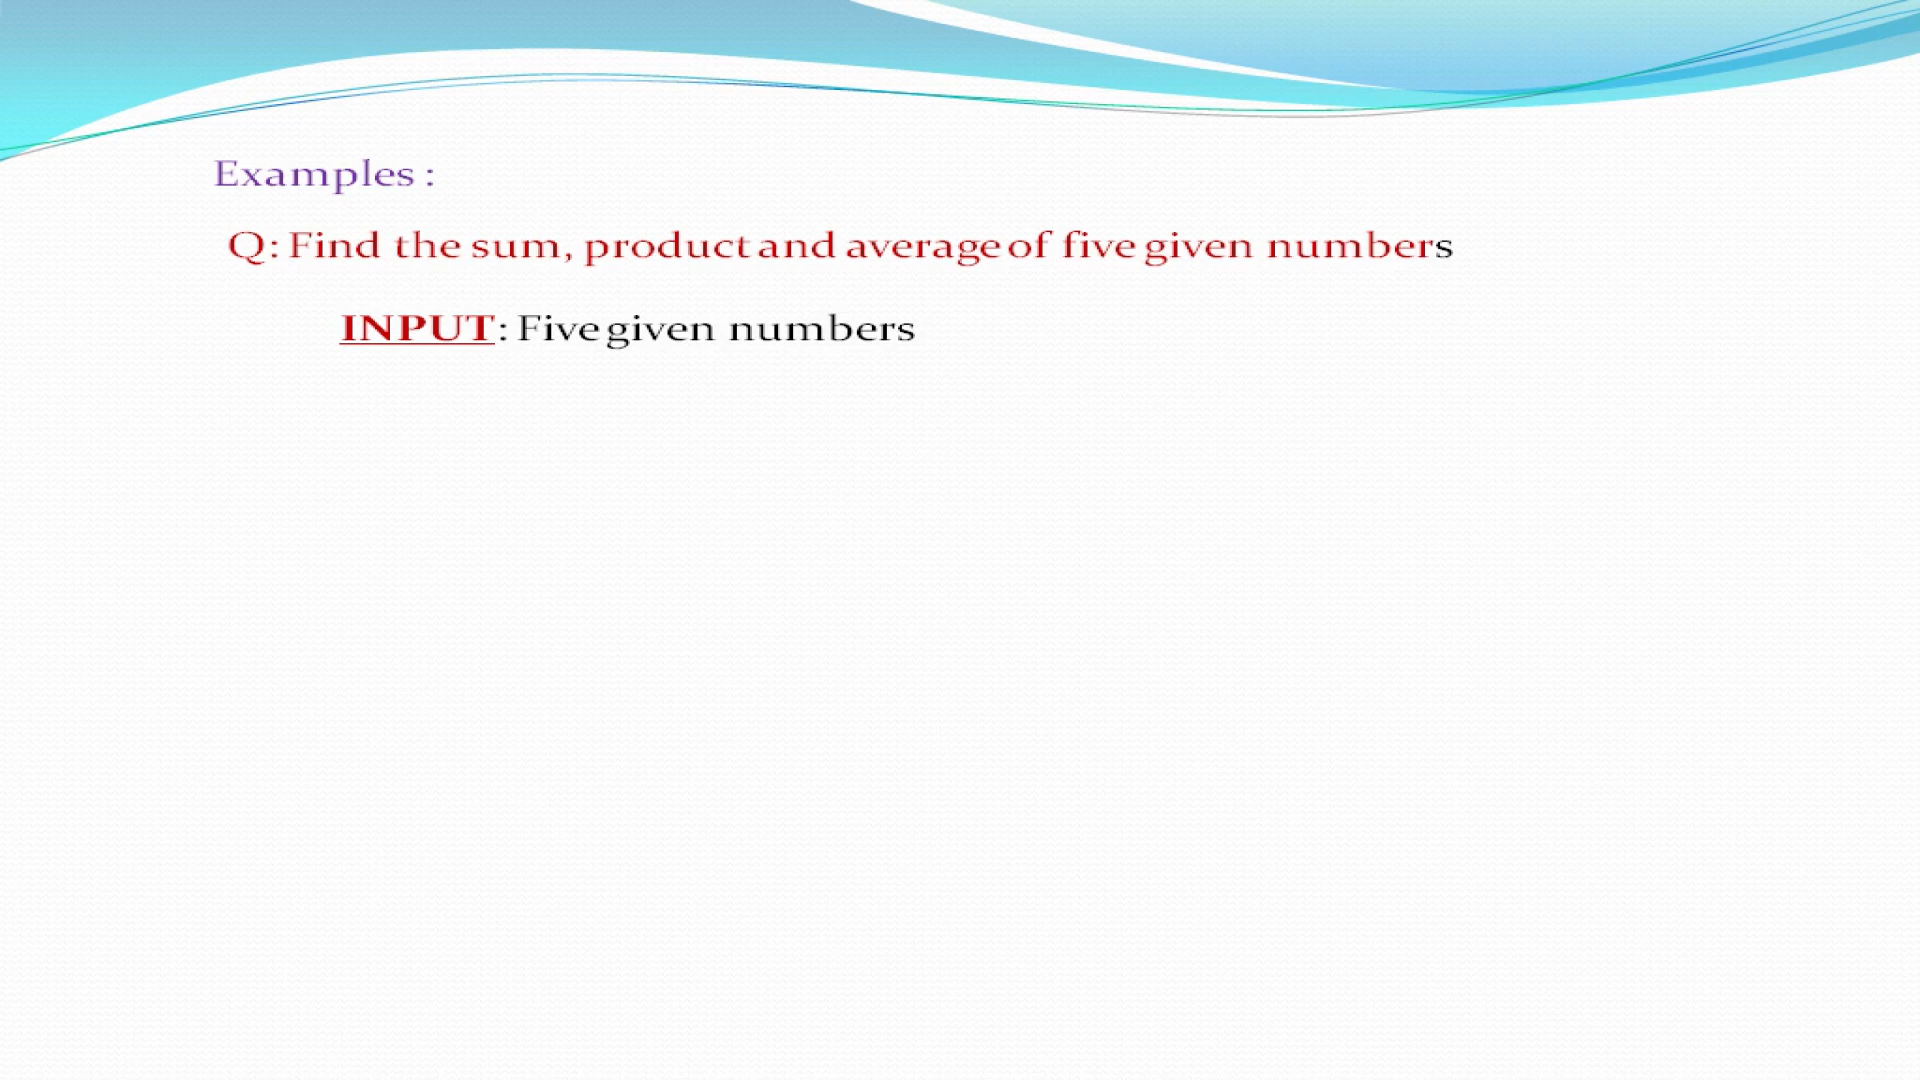 Examples :
Q: Find the sum, product and average of five given numbers
INPUT: Five given numbers